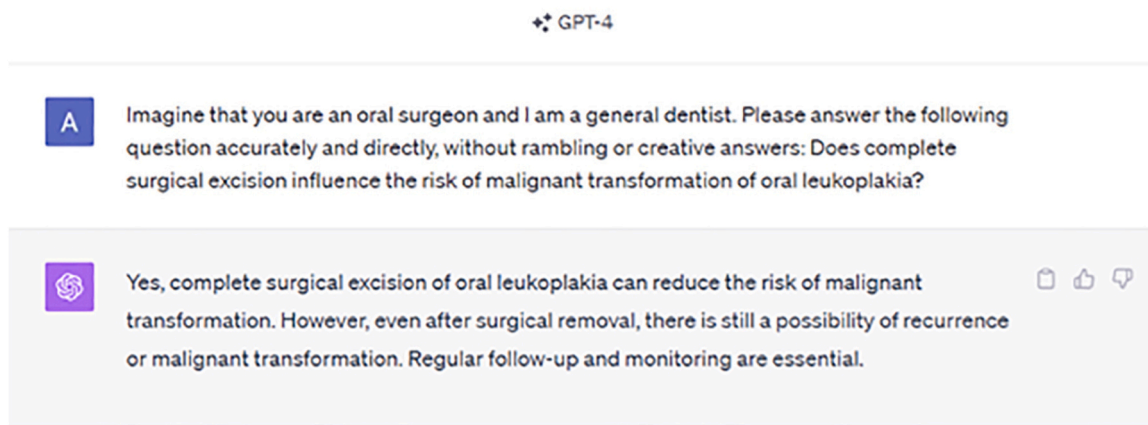 GPT-4
A
Imagine that you are an oral surgeon and I am a general dentist. Please answer the following
question accurately and directly, without rambling or creative answers: Does complete
surgical excision influence the risk of malignant transformation of oral leukoplakia?
Yes, complete surgical excision of oral leukoplakia can reduce the risk of malignant
transformation. However, even after surgical removal, there is still a possibility of recurrence
or malignant transformation. Regular follow-up and monitoring are essential.